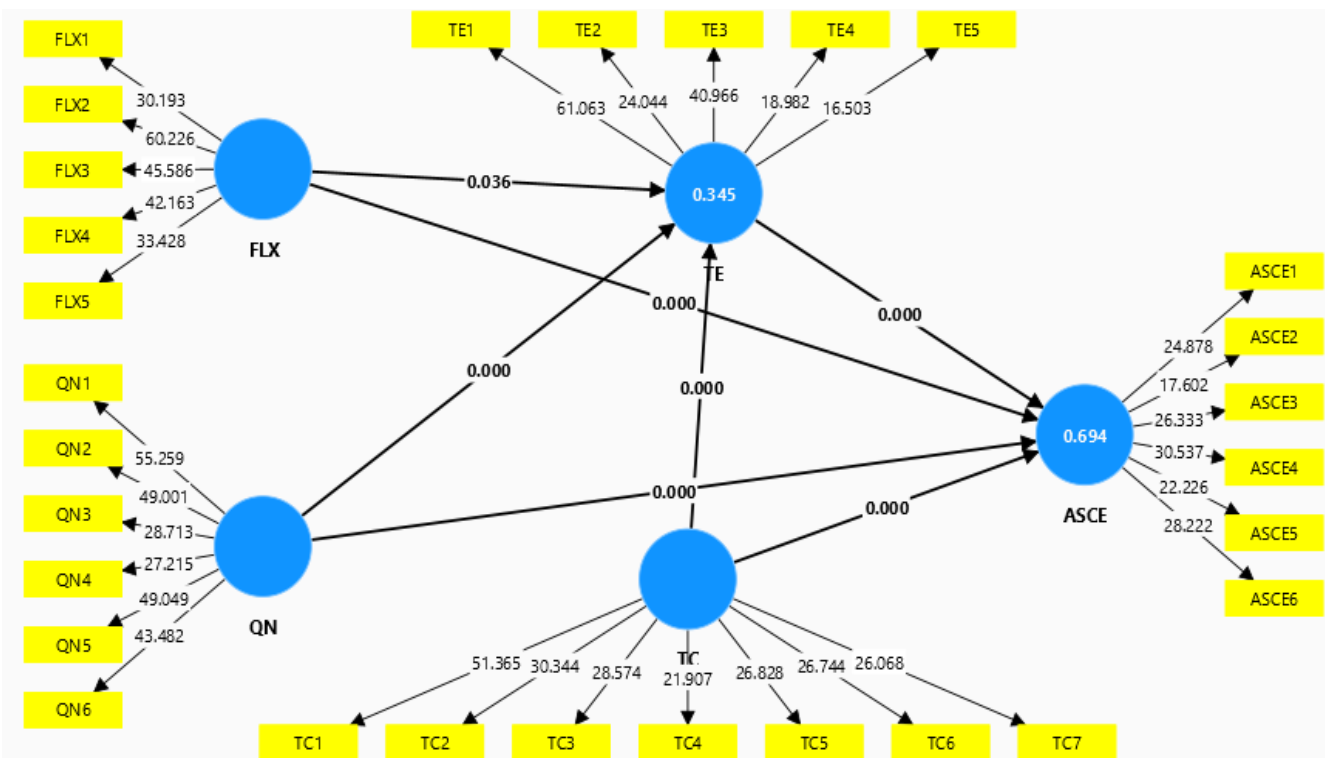 TE1 TE2 TE3 TE4 TE5
FLX1
FLX2
FLX3
FLX4
FLX5
30.193
60.226
45.586
42.163
33.428
FLX
61.063 24.044 40.966 18.982 16.503
0.036
0.345
TE
0.000
0.000
0.000
0.000
ASCE1
ASCE2
ASCE3
ASCE4
ASCE5
ASCE6
24.878
17.602
26.333
30.537
22.226
28.222
0.694
ASCE
QN1
QN2
QN3
QN4
QN5
QN6
55.259
49.001
28.713
27.215
49.049
43.482
QN
0.000
0.000
TC
51.365 30.344 28.574 21.907 26.828 26.744 26.068
TC1 TC2 TC3 TC4 TC5 TC6 TC7